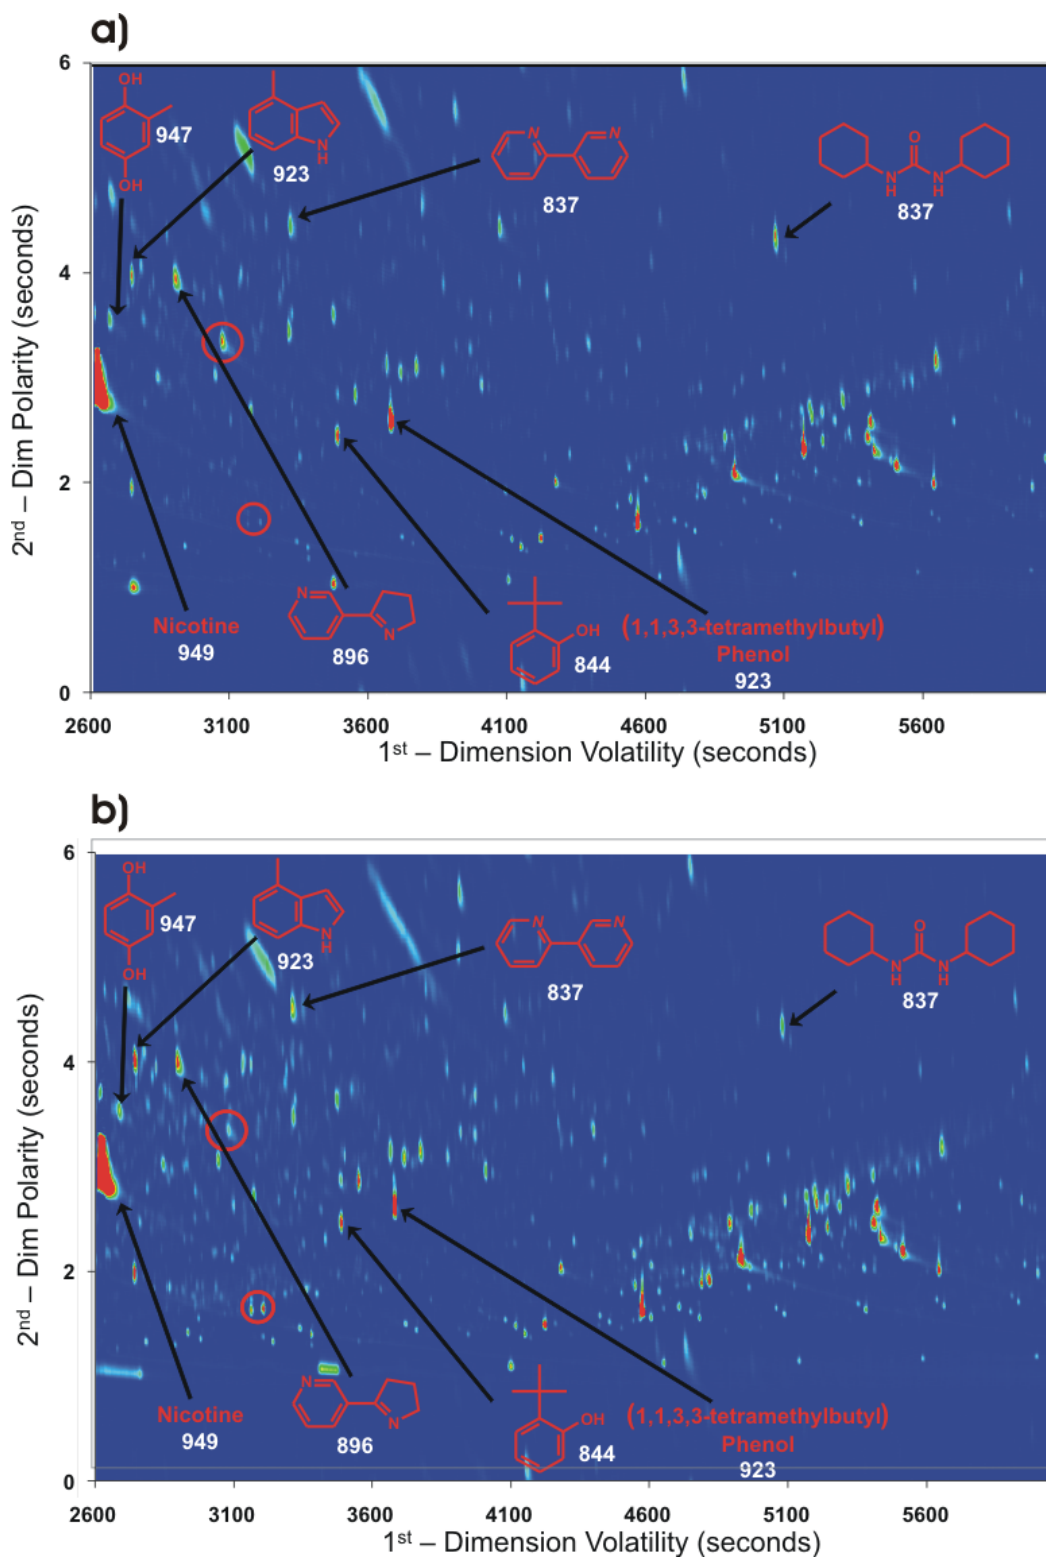 a)
6
4
2
0
2nd – Dim Polarity (seconds)
OH
OH
947
N
H
923
N
N
837
O
N
H
N
H
837
Nicotine
949
N
N
896
OH
844
(1,1,3,3-tetramethylbutyl)
Phenol
923
2600 3100 3600 4100 4600 5100 5600
1st – Dimension Volatility (seconds)
b)
6
4
2
0
2nd – Dim Polarity (seconds)
OH
OH
947
N
H
923
N
N
837
O
N
H
N
H
837
Nicotine
949
N
N
896
OH
844
(1,1,3,3-tetramethylbutyl)
Phenol
923
2600 3100 3600 4100 4600 5100 5600
1st – Dimension Volatility (seconds)